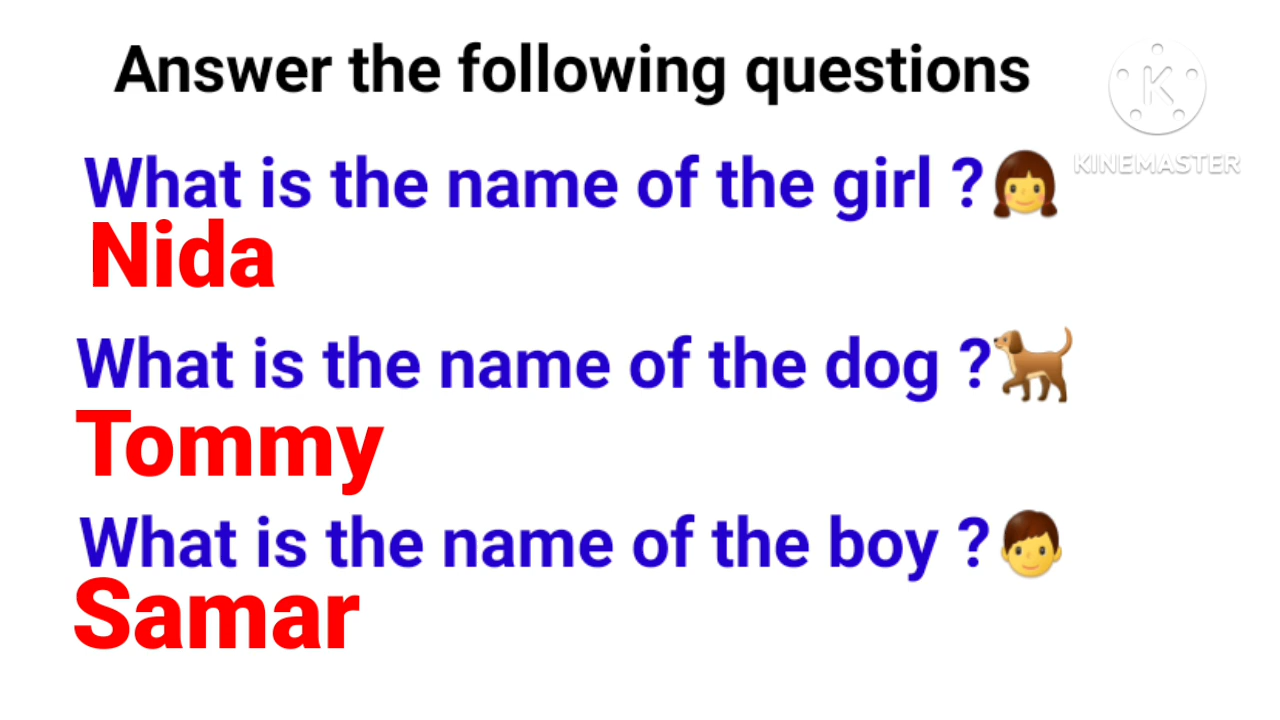 Answer the following questions
KINEMASTER
What is the name of the girl ?
Nida
What is the name of the dog ?
Tommy
What is the name of the boy ?
Samar